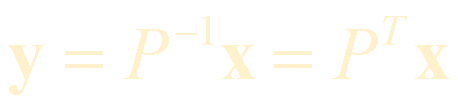 y = P⁻¹x = Pᵀx